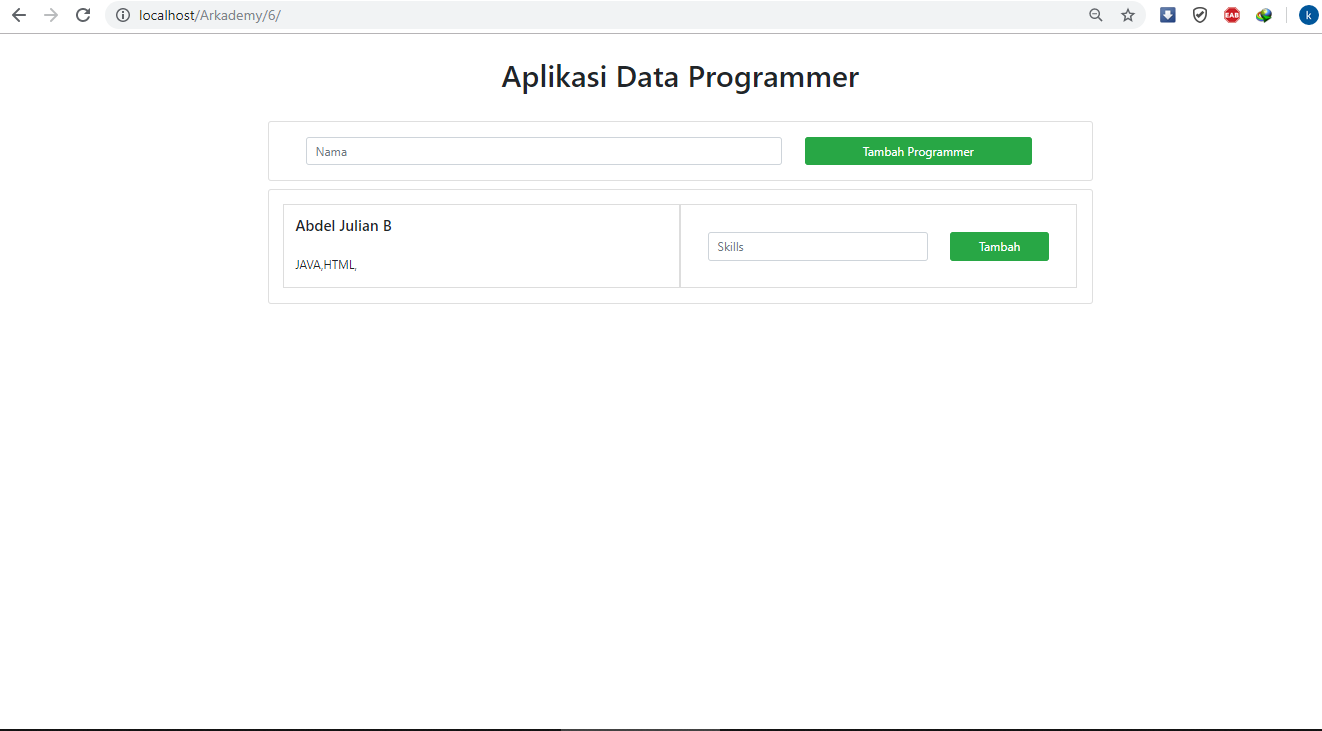 localhost/Arkademy/6/
EAB
k
Aplikasi Data Programmer
Nama
Tambah Programmer
Abdel Julian B
JAVA,HTML,
Skills
Tambah